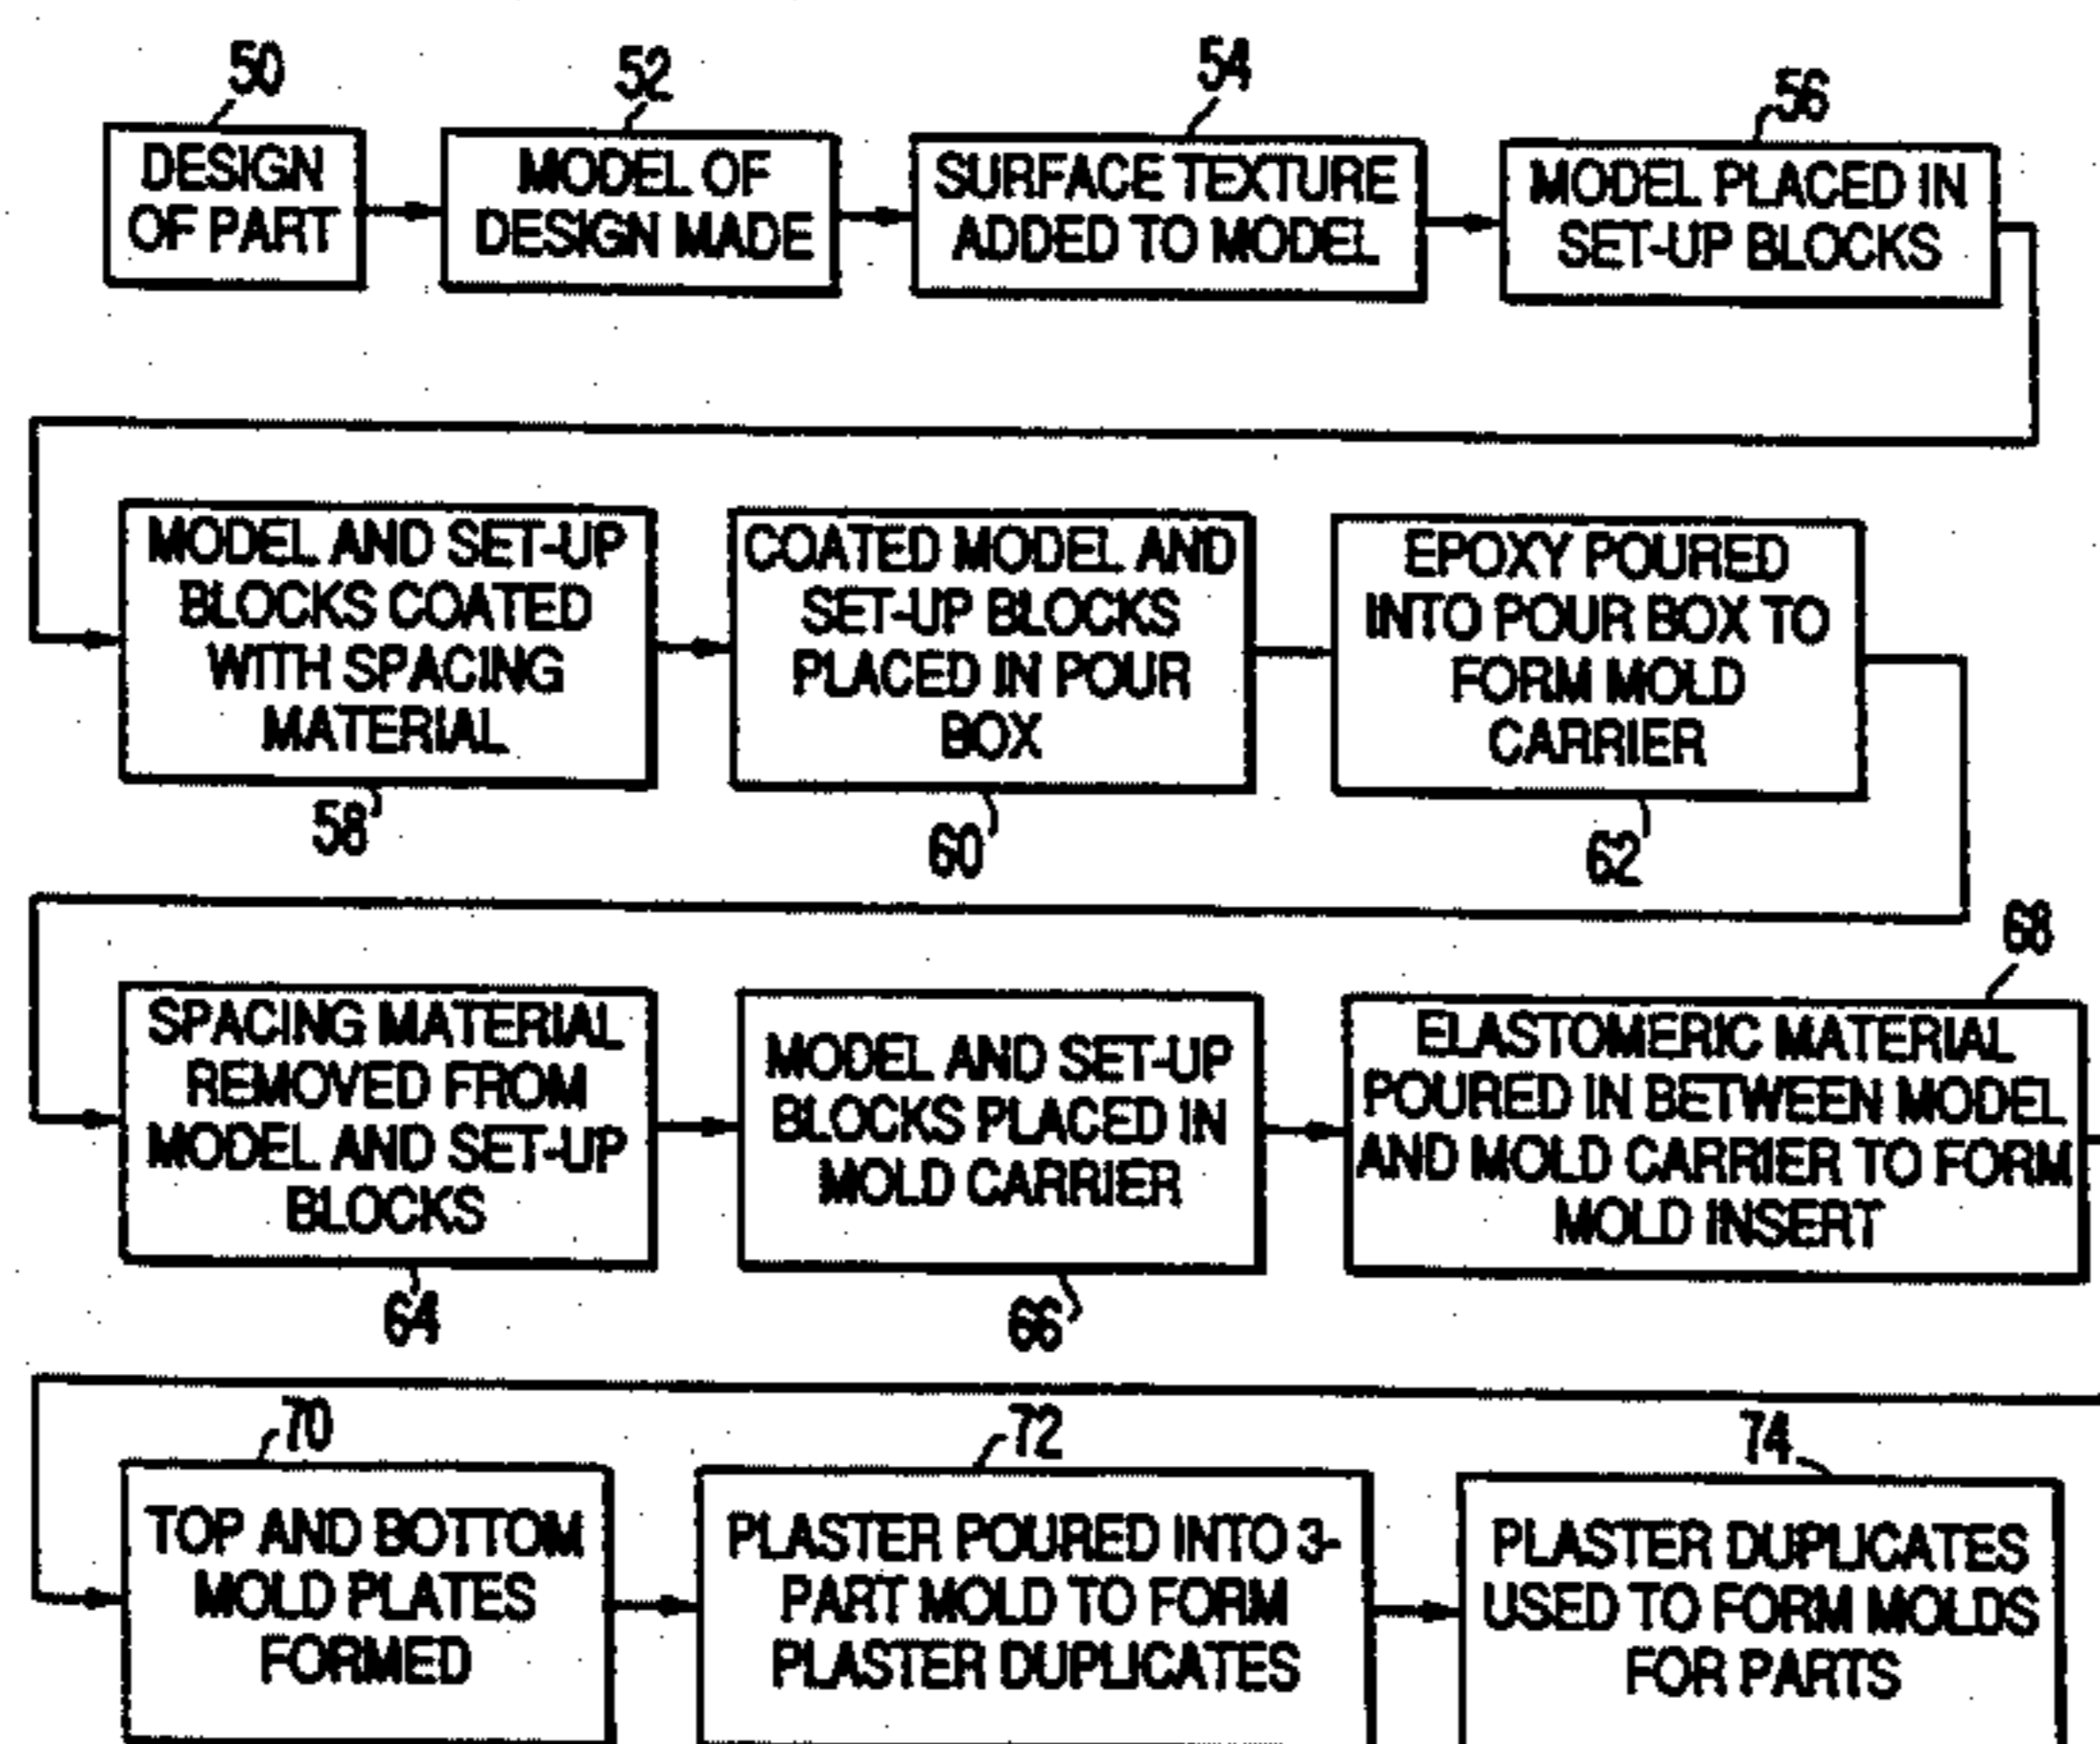 50
DESIGN
OF PART
52
MODEL OF
DESIGN MADE
54
SURFACE TEXTURE
ADDED TO MODEL
56
MODEL PLACED IN
SET-UP BLOCKS
MODEL AND SET-UP
BLOCKS COATED
WITH SPACING
MATERIAL
58
COATED MODEL AND
SET-UP BLOCKS
PLACED IN POUR
BOX
60
EPOXY POURED
INTO POUR BOX TO
FORM MOLD
CARRIER
62
SPACING MATERIAL
REMOVED FROM
MODEL AND SET-UP
BLOCKS
64
MODEL AND SET-UP
BLOCKS PLACED IN
MOLD CARRIER
66
68
ELASTOMERIC MATERIAL
POURED IN BETWEEN MODEL
AND MOLD CARRIER TO FORM
MOLD INSERT
70
TOP AND BOTTOM
MOLD PLATES
FORMED
72
PLASTER POURED INTO 3-
PART MOLD TO FORM
PLASTER DUPLICATES
74
PLASTER DUPLICATES
USED TO FORM MOLDS
FOR PARTS